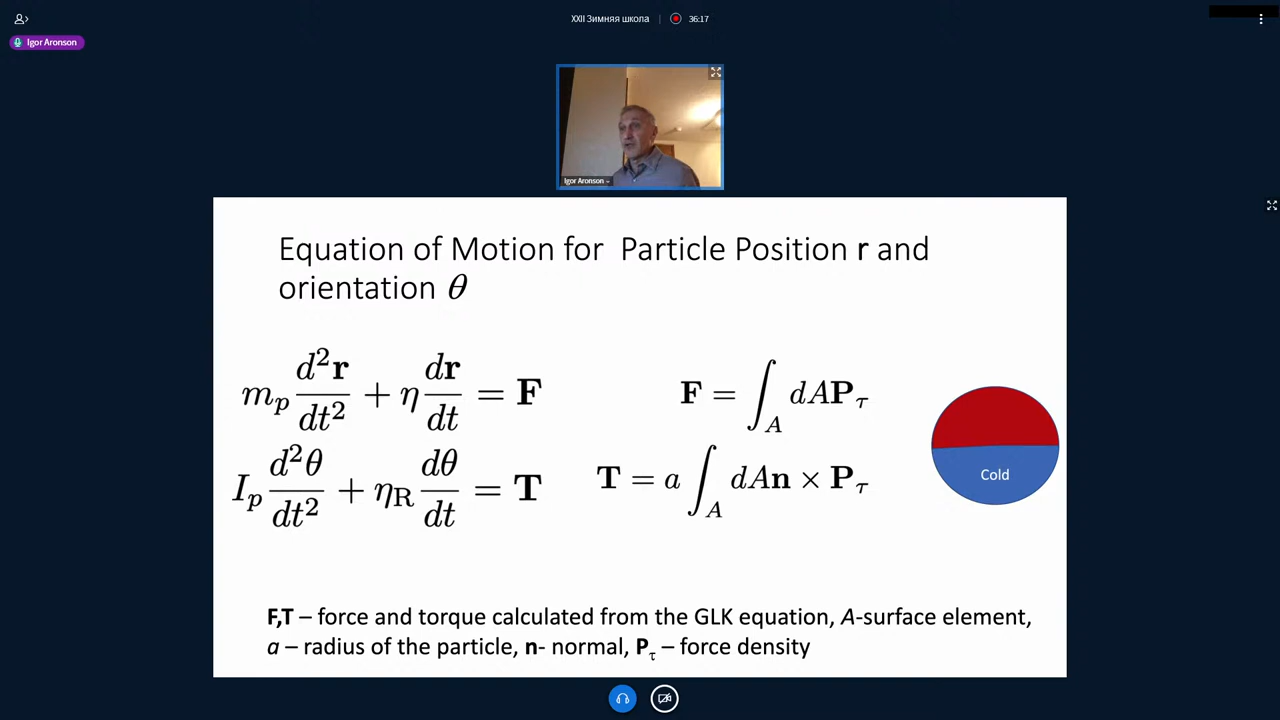 XXII Зимняя школа
36:17
Igor Aronson
Igor Aronson
Equation of Motion for Particle Position r and
orientation θ
m_p d²r/dt² + η dr/dt = F
F = ∫_A dA P_τ
I_p d²θ/dt² + η_R dθ/dt = T
T = a ∫_A dA n × P_τ
Cold
F,T – force and torque calculated from the GLK equation, A-surface element,
a – radius of the particle, n- normal, P_τ – force density